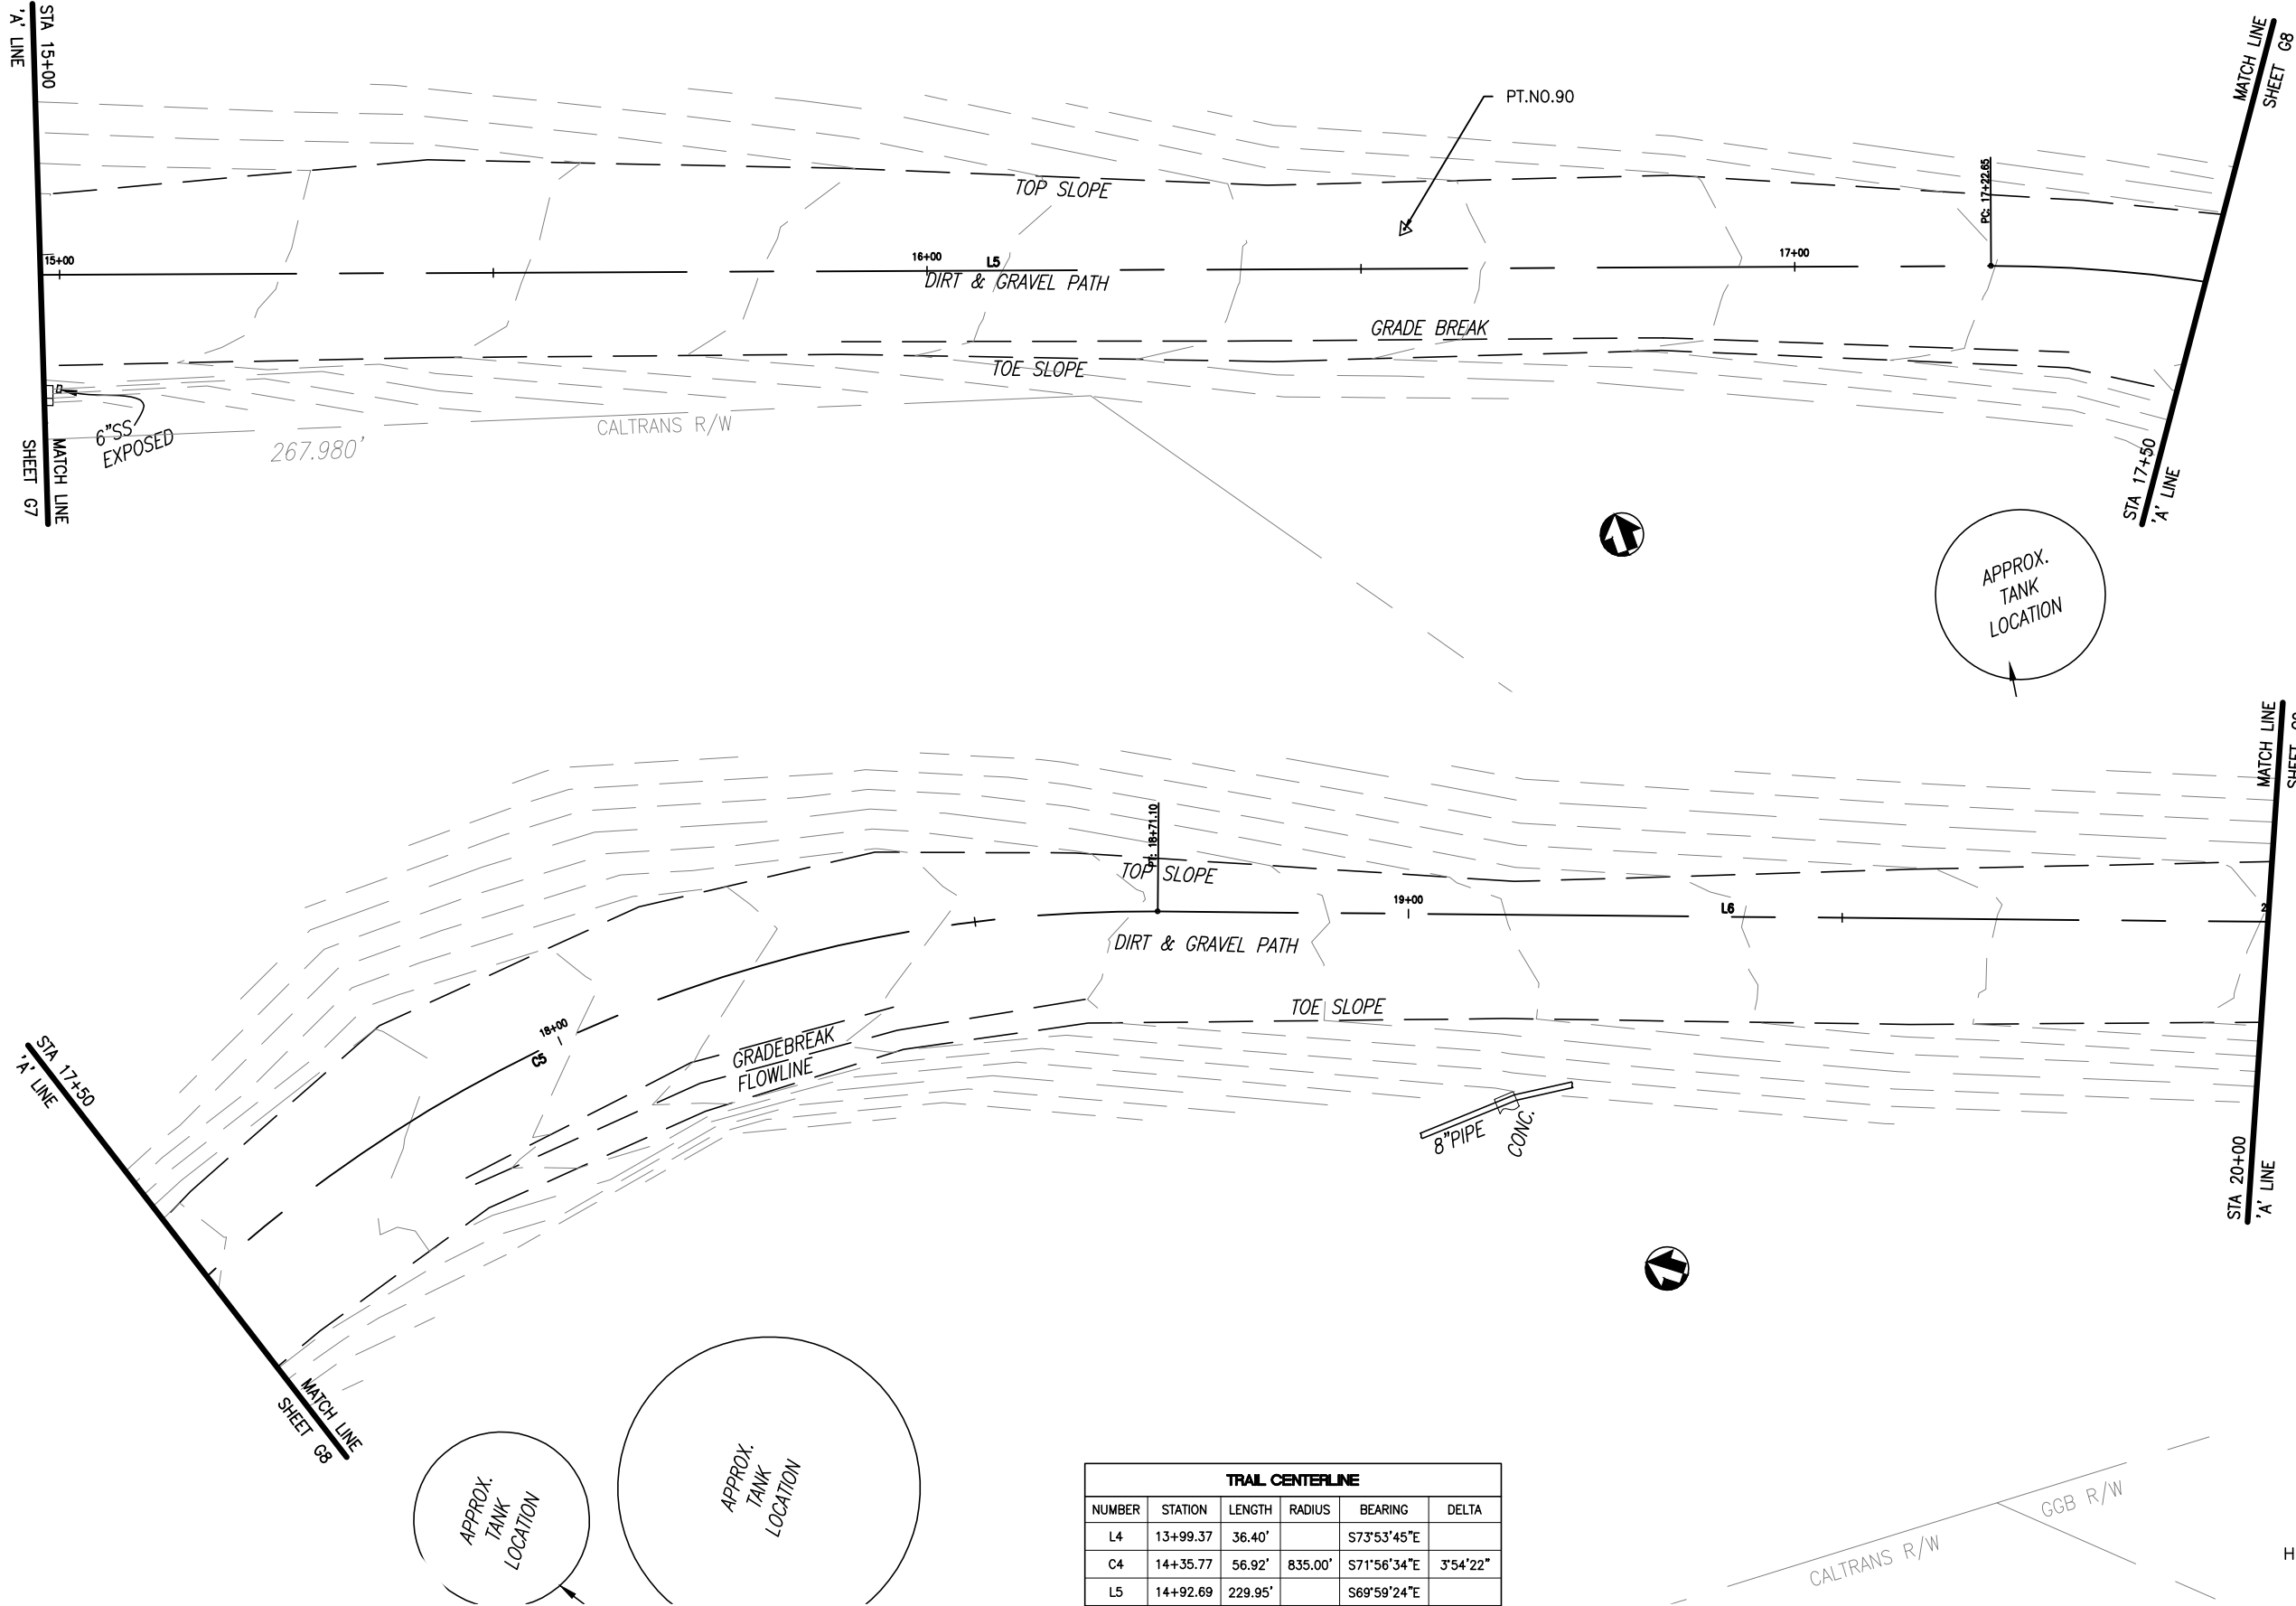 STA 15+00
'A' LINE
MATCH LINE
SHEET G7
15+00
6"SS
EXPOSED
267.980'
CALTRANS R/W
TOP SLOPE
16+00
L5
DIRT & GRAVEL PATH
TOE SLOPE
GRADE BREAK
PT.NO.90
17+00
PC: 17+22.65
MATCH LINE
SHEET G8
STA 17+50
'A' LINE
APPROX.
TANK
LOCATION
STA 17+50
'A' LINE
MATCH LINE
SHEET G8
C5
18+00
GRADEBREAK
FLOWLINE
PT: 18+71.10
TOP SLOPE
DIRT & GRAVEL PATH
19+00
TOE SLOPE
L6
8"PIPE
CONC.
2
MATCH LINE
SHEET
STA 20+00
'A' LINE
APPROX.
TANK
LOCATION
APPROX.
TANK
LOCATION
TRAIL CENTERLINE
NUMBER STATION LENGTH RADIUS BEARING DELTA
L4 13+99.37 36.40' S73°53'45"E
C4 14+35.77 56.92' 835.00' S71°56'34"E 3°54'22"
L5 14+92.69 229.95' S69°59'24"E
CALTRANS R/W
GGB R/W
H